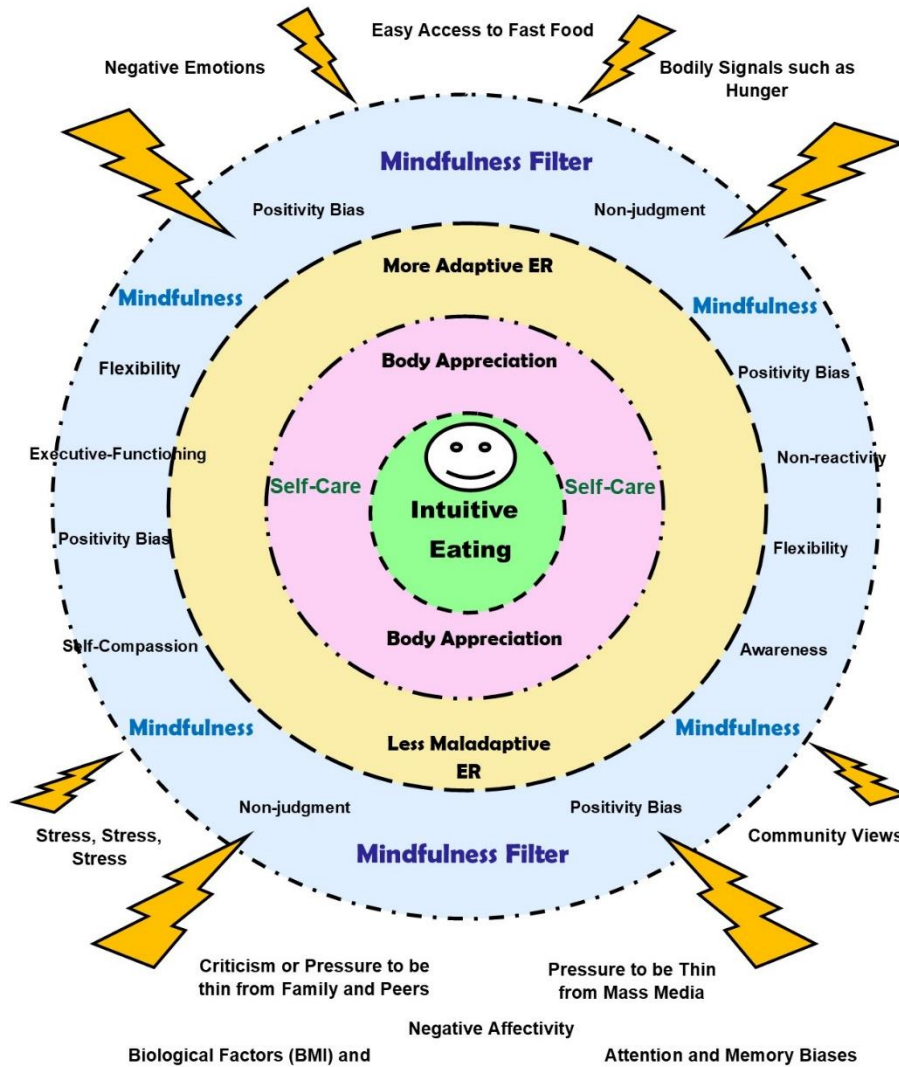 Easy Access to Fast Food
Negative Emotions
Bodily Signals such as
Hunger
Mindfulness Filter
Positivity Bias
Non-judgment
More Adaptive ER
Mindfulness
Mindfulness
Body Appreciation
Flexibility
Positivity Bias
Executive-Functioning
Non-reactivity
Self-Care
Self-Care
Intuitive
Eating
Positivity Bias
Flexibility
Body Appreciation
Self-Compassion
Awareness
Mindfulness
Mindfulness
Less Maladaptive
ER
Non-judgment
Positivity Bias
Stress, Stress,
Stress
Community Views
Mindfulness Filter
Criticism or Pressure to be
thin from Family and Peers
Pressure to be Thin
from Mass Media
Negative Affectivity
Biological Factors (BMI) and
Attention and Memory Biases